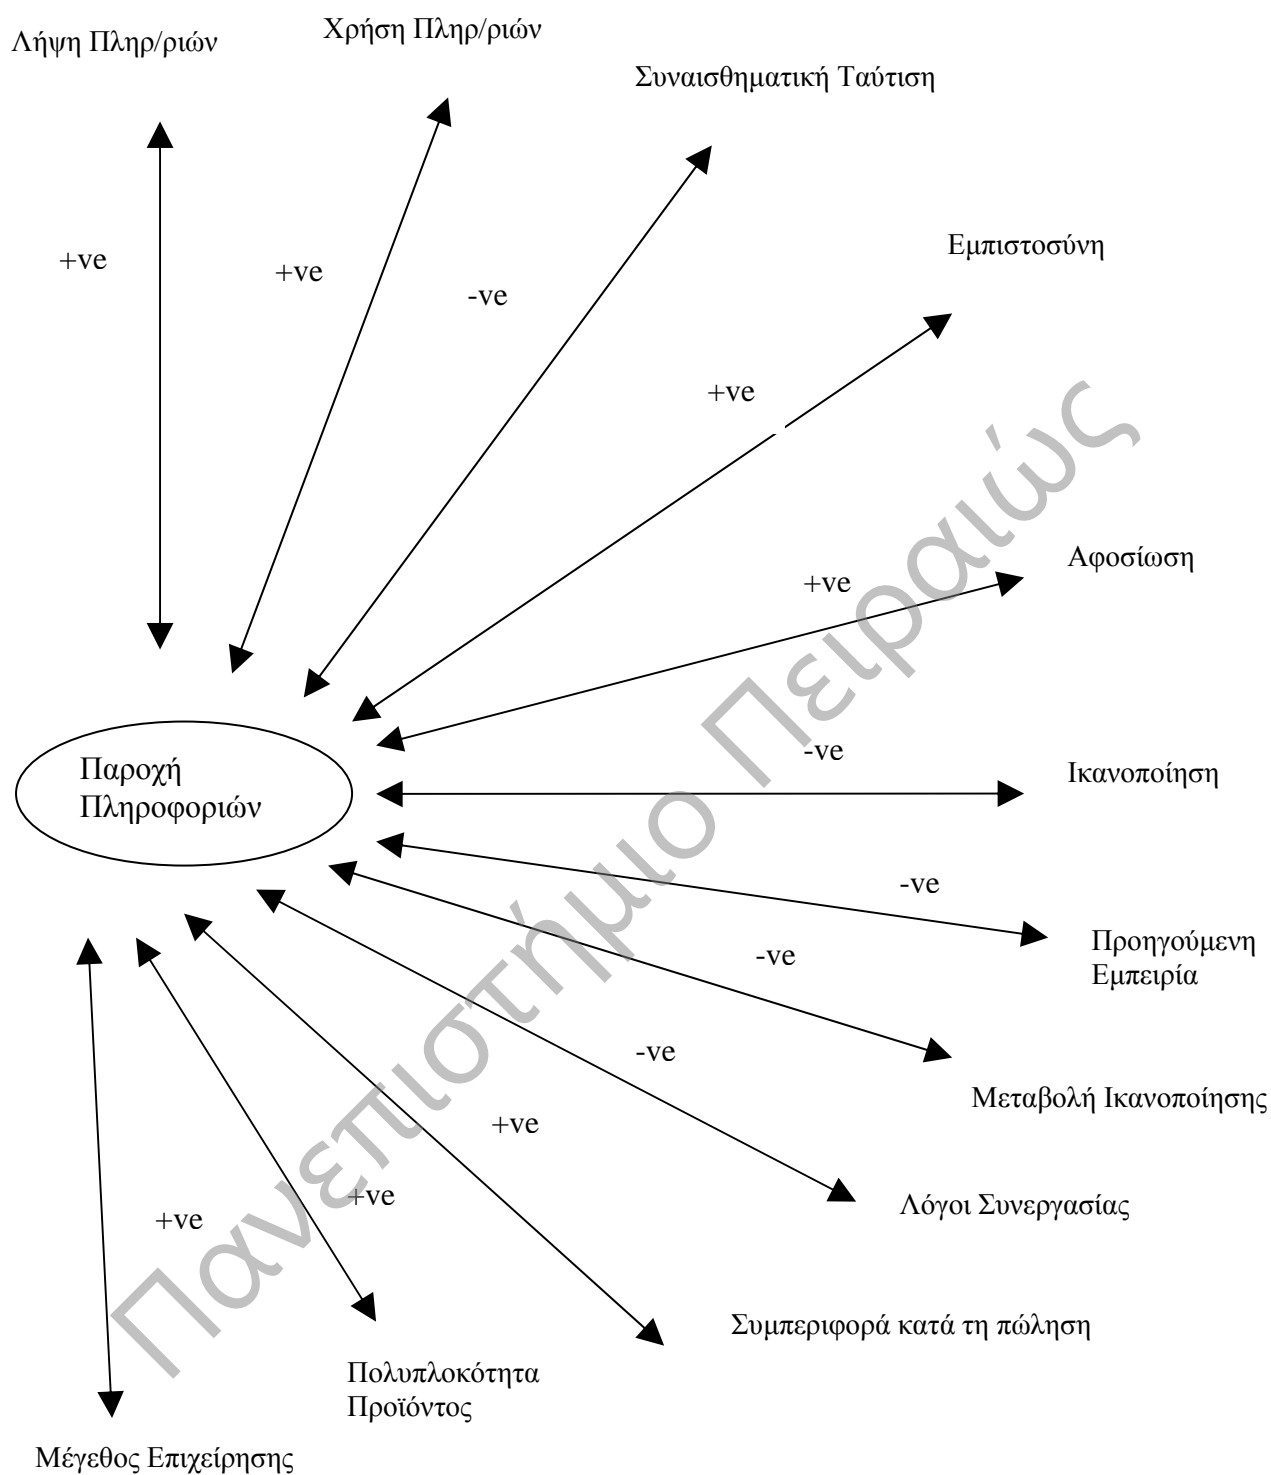 Λήψη Πληρ/ριών
Χρήση Πληρ/ριών
Συναισθηματική Ταύτιση
Εμπιστοσύνη
+ve
+ve
-ve
+ve
Αφοσίωση
+ve
-ve
Ικανοποίηση
Παροχή
Πληροφοριών
-ve
Προηγούμενη
Εμπειρία
-ve
-ve
Μεταβολή Ικανοποίησης
+ve
Λόγοι Συνεργασίας
+ve
+ve
Συμπεριφορά κατά τη πώληση
Πολυπλοκότητα
Προϊόντος
Μέγεθος Επιχείρησης
Πανεπιστήμιο Πειραιώς